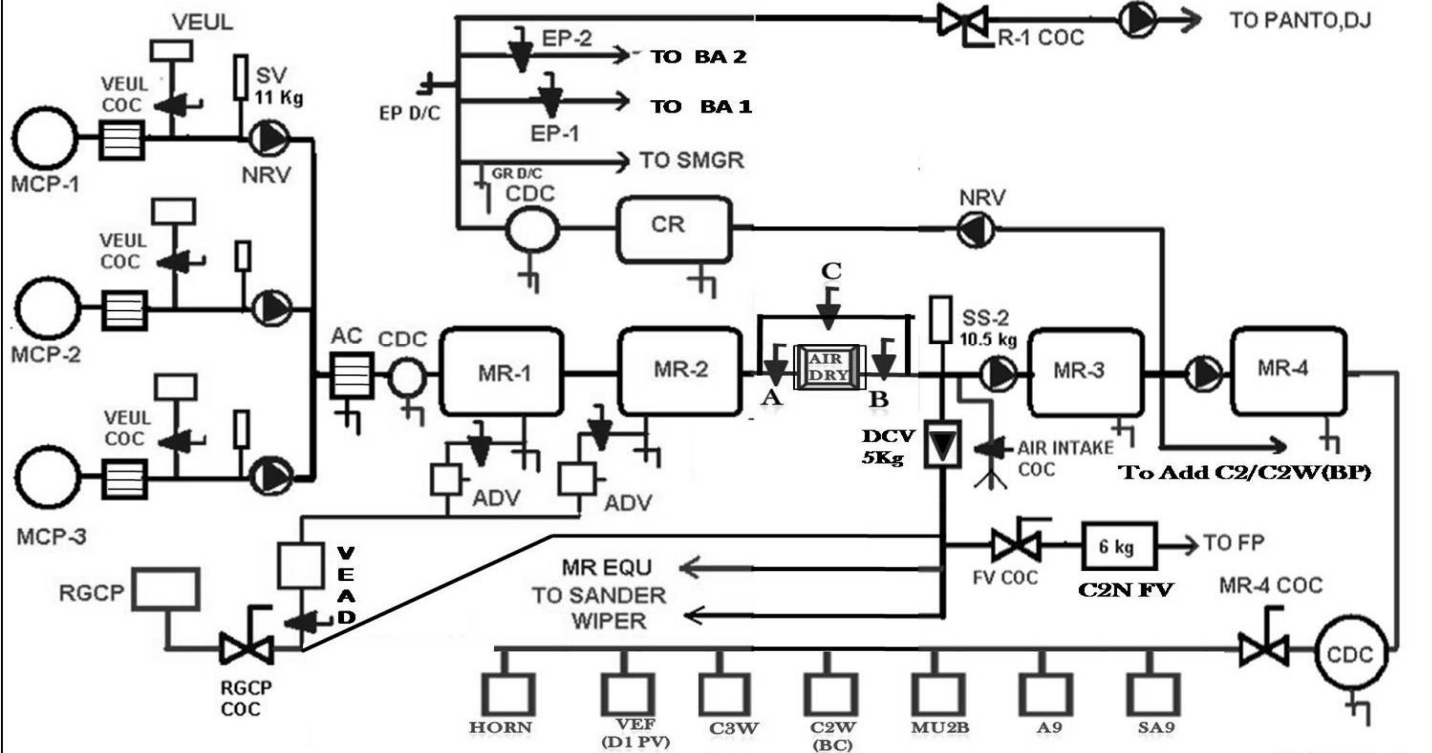 VEUL
VEUL
COC
SV
11 Kg
MCP-1
NRV
VEUL
COC
MCP-2
VEUL
COC
MCP-3
AC
CDC
EP D/C
EP-2
TO BA 2
EP-1
TO BA 1
TO SMGR
GR D/C
CDC
CR
R-1 COC
TO PANTO,DJ
NRV
MR-1
MR-2
C
AIR
DRY
A
B
SS-2
10.5 kg
MR-3
MR-4
DCV
5Kg
AIR INTAKE
COC
To Add C2/C2W(BP)
ADV
ADV
VEAD
RGCP
RGCP
COC
MR EQU
TO SANDER
WIPER
FV COC
6 kg
C2N FV
TO FP
MR-4 COC
CDC
HORN
VEF
(D1 PV)
C3W
C2W
(BC)
MU2B
A9
SA9